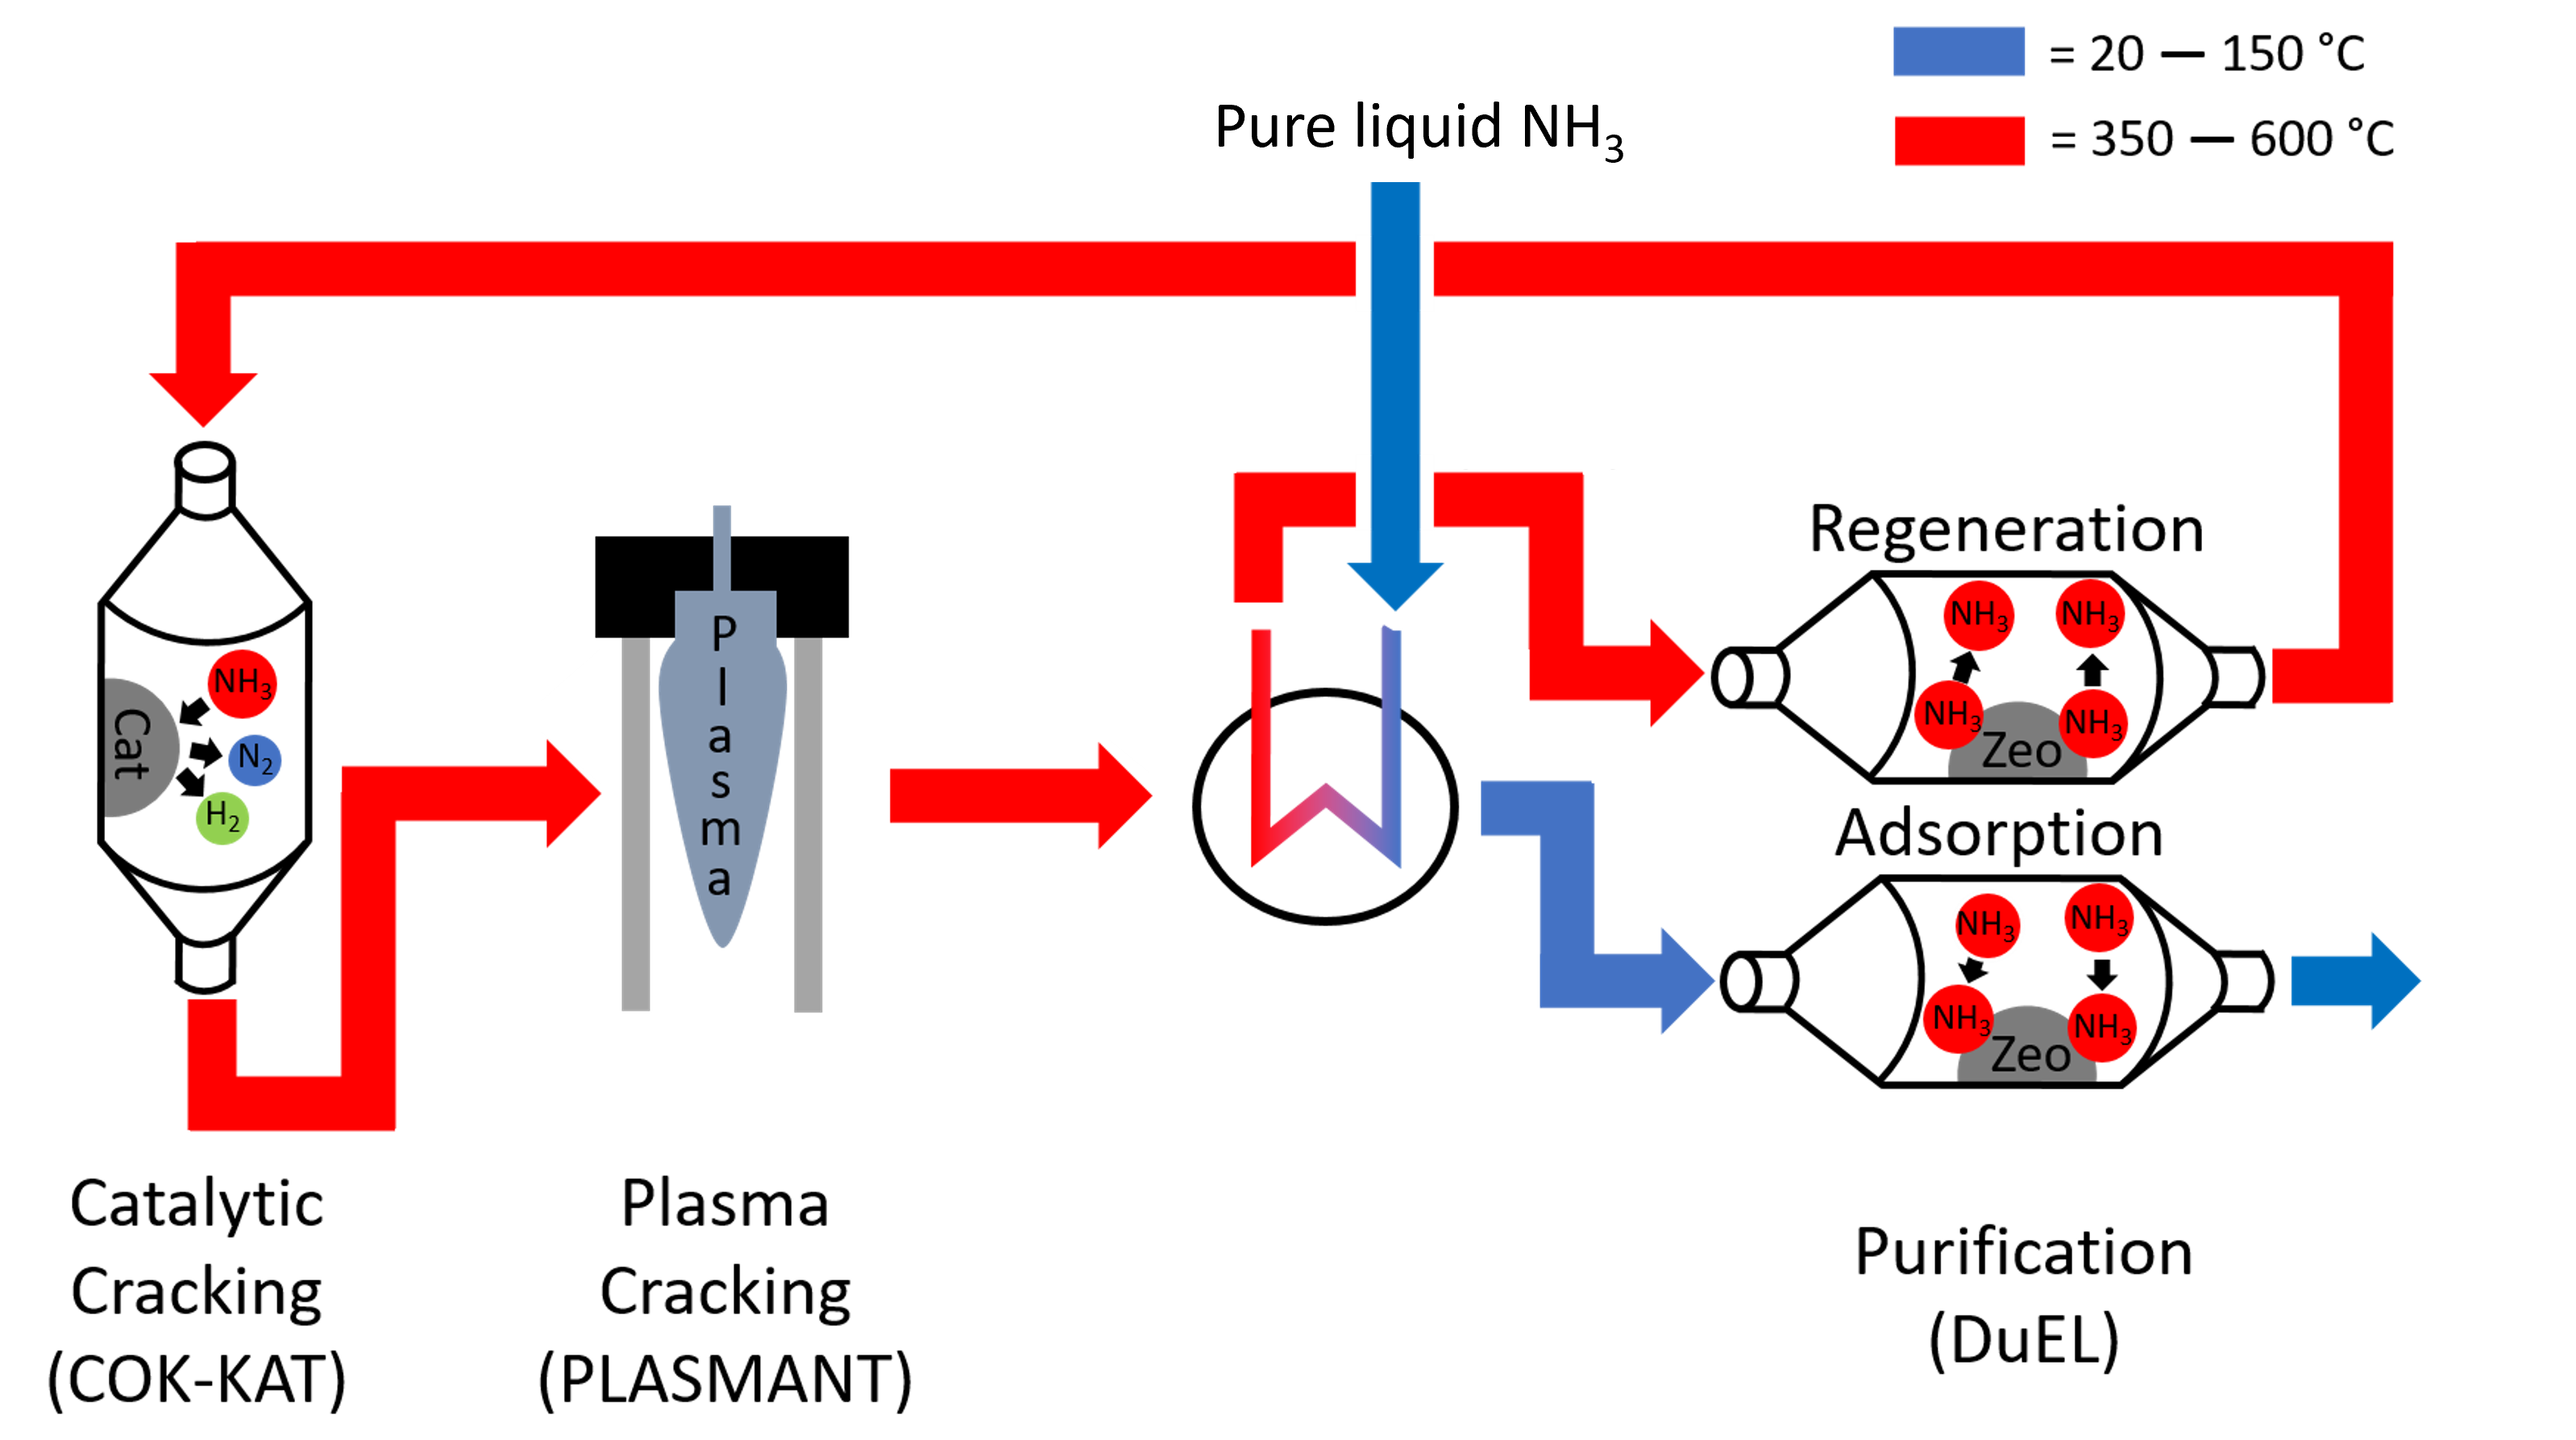 = 20 — 150 °C
= 350 — 600 °C
Pure liquid NH₃
Regeneration
NH₃ NH₃
NH₃ NH₃
Zeo
Adsorption
NH₃ NH₃
NH₃ NH₃
Zeo
Cat
NH₃
N₂
H₂
P
l
a
s
m
a
Catalytic
Cracking
(COK-KAT)
Plasma
Cracking
(PLASMANT)
Purification
(DuEL)